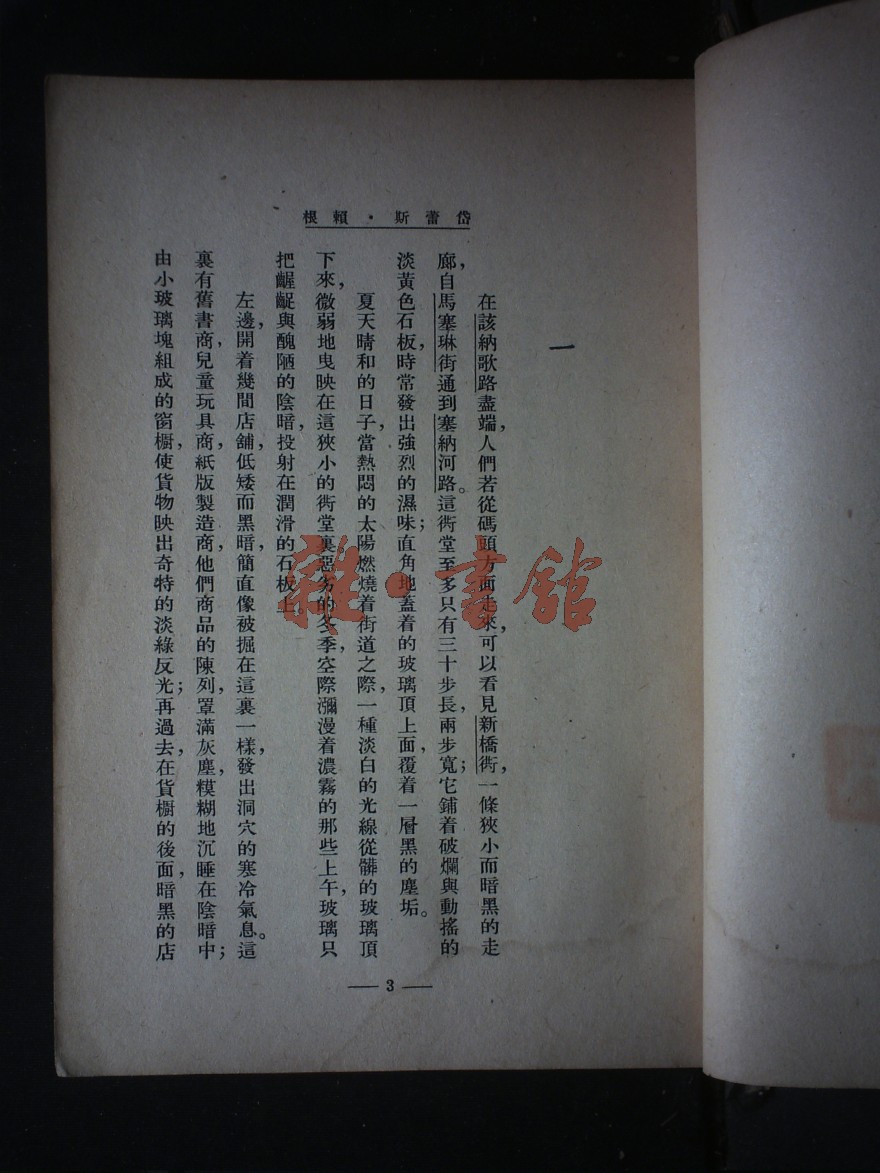 岱蕾斯・賴根
一
在該納歌路盡端，人們若從碼頭方面走來，可以看見新橋衖，一條狹小而暗黑的走
廊，自馬塞琳街通到塞納河路。這衖堂至多只有三十步長，兩步寬；它鋪着破爛與動搖的
淡黃色石板，時常發出強烈的濕味；直角地蓋着的玻璃頂上面，覆着一層黑的塵垢。
夏天晴和的日子，當熱悶的太陽燃燒着街道之際，一種淡白的光線從髒的玻璃頂
下來，微弱地曳映在這狹小的衖堂裏惡劣的冬季，空際瀰漫着濃霧的那些上午，玻璃只
把齷齪與醜陋的陰暗，投射在潤滑的石板上。
左邊，開着幾間店舖，低矮而黑暗，簡直像被掘在這裏一樣，發出洞穴的寒冷氣息。這
裏有舊書商，兒童玩具商，紙版製造商，他們商品的陳列，罩滿灰塵，糢糊地沉睡在陰暗中；
由小玻璃塊組成的窗櫥，使貨物映出奇特的淡綠反光；再過去，在貨櫥的後面，暗黑的店
— 3 —
雜・書館